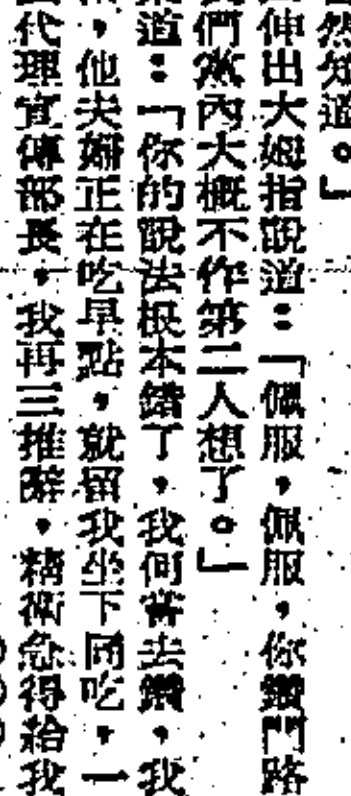 然知道。」
伸出大姆指說道:「佩服,佩服,你鑽門路
們黨內大概不作第二人想了。」
道:「你的說法根本錯了,我何嘗去鑽,我
,他夫婦正在吃早點,就留我坐下同吃,一
代理宣傳部長,我再三推辭,精衛急得給我